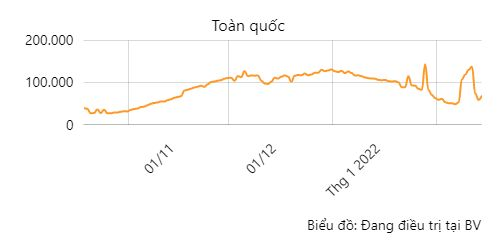 Toàn quốc
200.000
100.000
0
01/11
01/12
Thg 1 2022
Biểu đồ: Đang điều trị tại BV